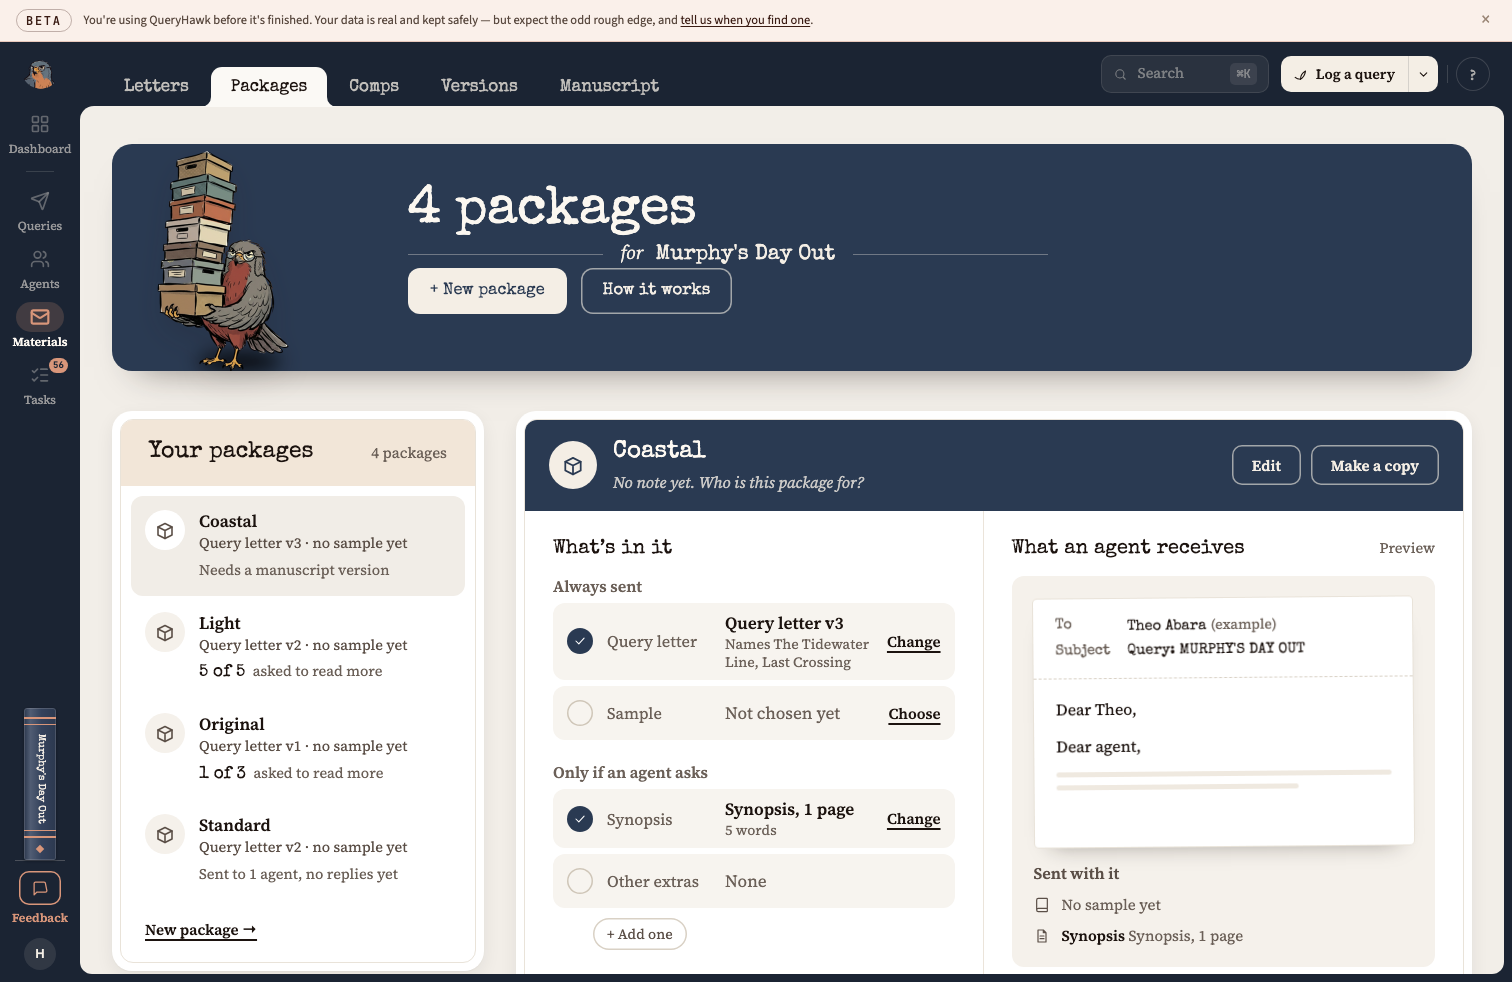 BETA
You're using QueryHawk before it's finished. Your data is real and kept safely — but expect the odd rough edge, and tell us when you find one.
×
Letters
Packages
Comps
Versions
Manuscript
Search
⌘K
Log a query
?
Dashboard
Queries
Agents
Materials
56
Tasks
Murphy's Day Out
Feedback
H
4 packages
for Murphy's Day Out
+ New package
How it works
Your packages
4 packages
Coastal
Query letter v3 · no sample yet
Needs a manuscript version
Light
Query letter v2 · no sample yet
5 of 5 asked to read more
Original
Query letter v1 · no sample yet
1 of 3 asked to read more
Standard
Query letter v2 · no sample yet
Sent to 1 agent, no replies yet
New package →
Coastal
No note yet. Who is this package for?
Edit
Make a copy
What's in it
Always sent
Query letter
Query letter v3
Names The Tidewater
Line, Last Crossing
Change
Sample
Not chosen yet
Choose
Only if an agent asks
Synopsis
Synopsis, 1 page
5 words
Change
Other extras
None
+ Add one
What an agent receives
Preview
To Theo Abara (example)
Subject Query: MURPHY'S DAY OUT
Dear Theo,
Dear agent,
Sent with it
No sample yet
Synopsis Synopsis, 1 page